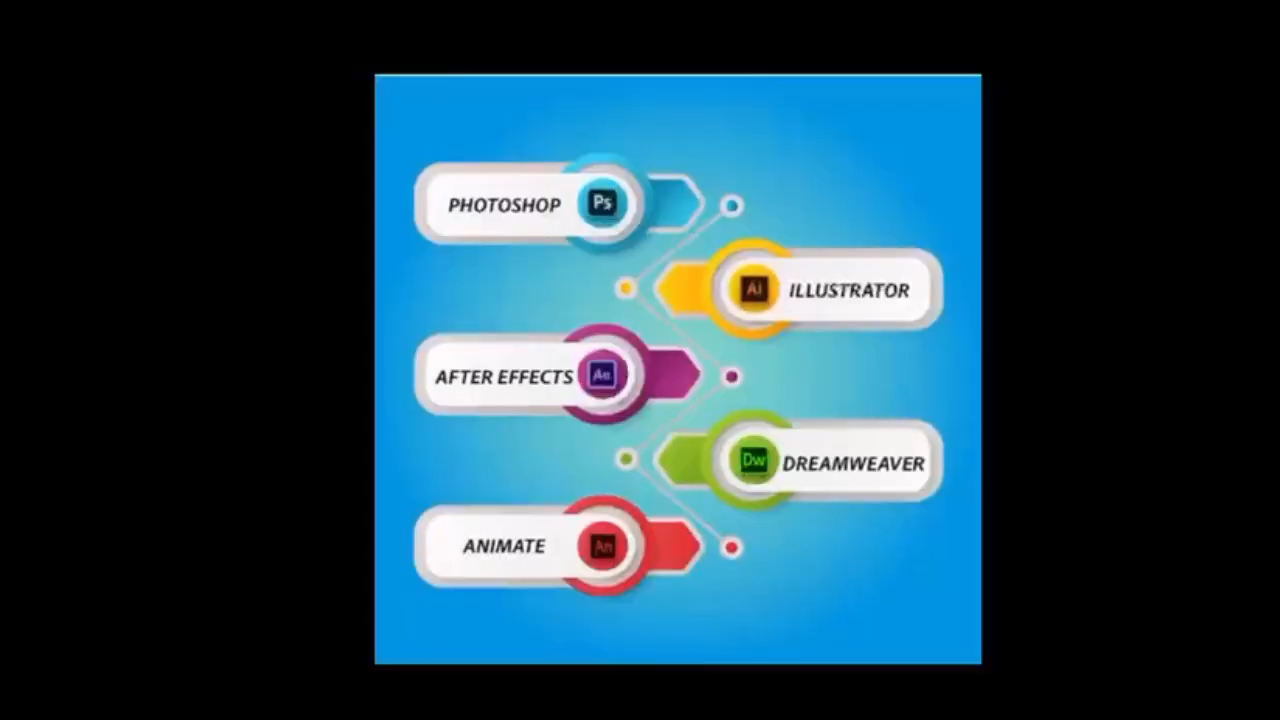 PHOTOSHOP
Ps
Ai
ILLUSTRATOR
AFTER EFFECTS
Ae
Dw
DREAMWEAVER
ANIMATE
An